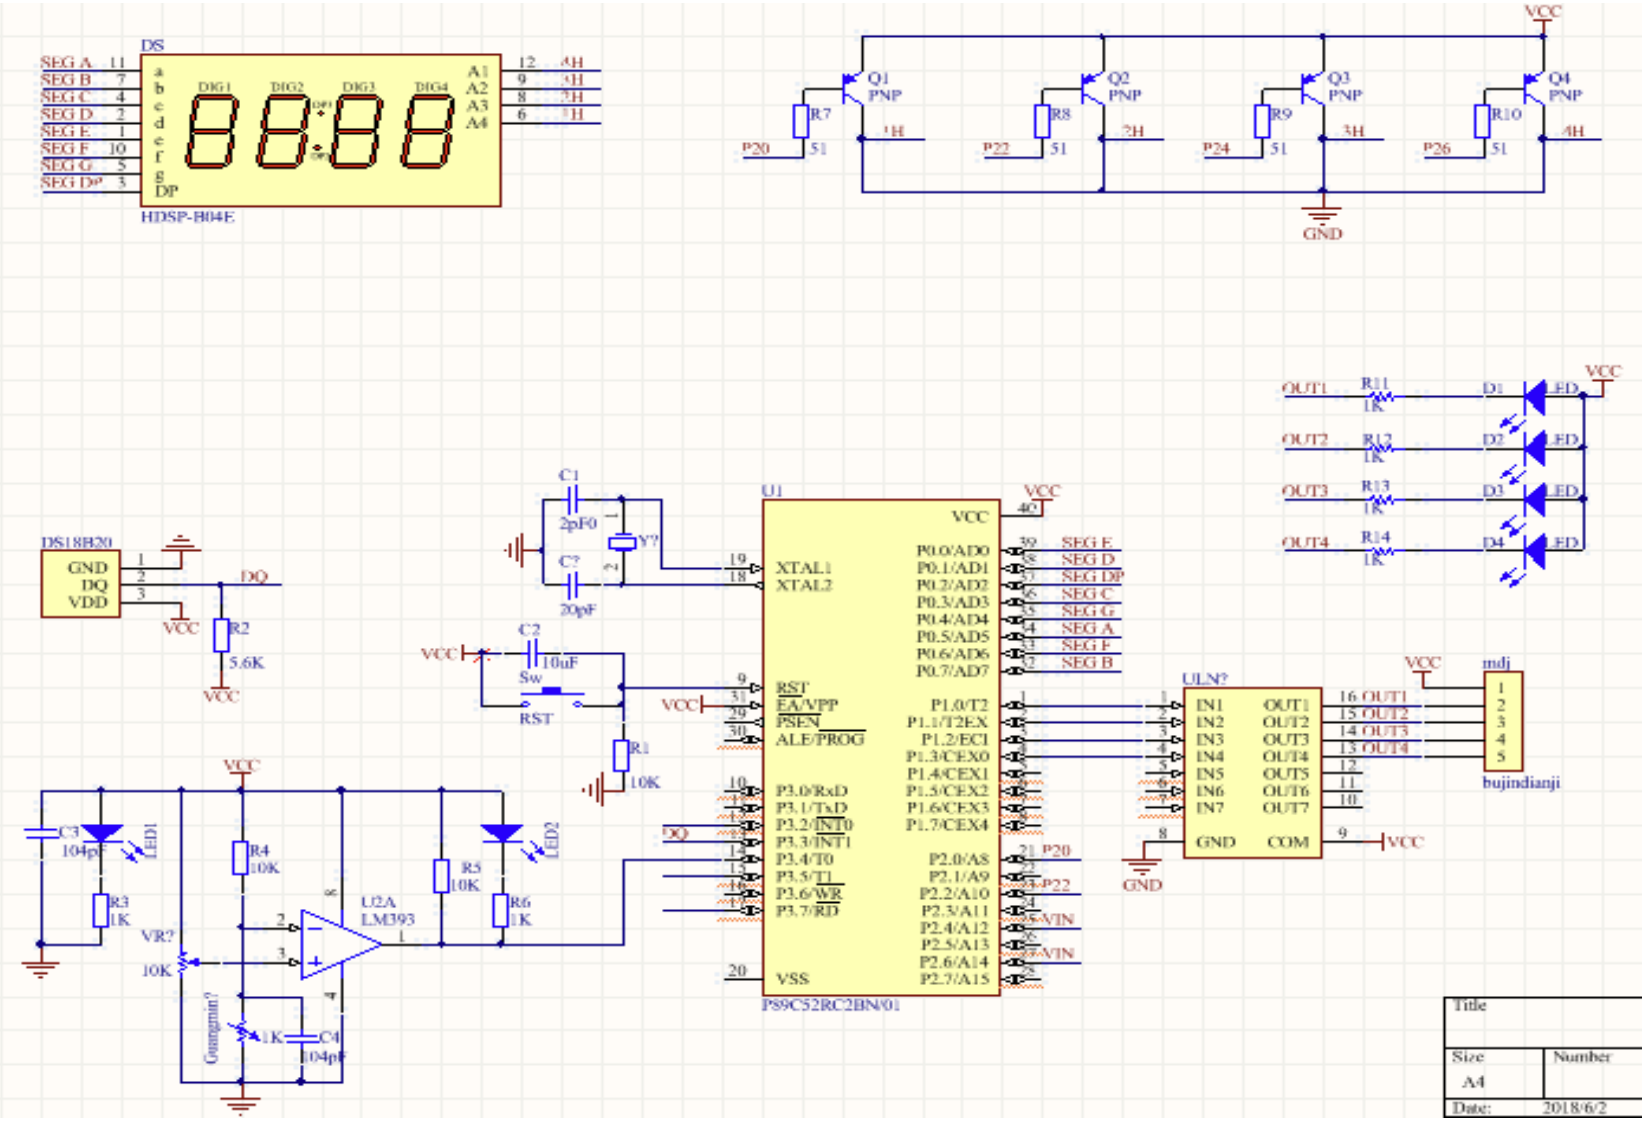 DS
SEG A 11 a
SEG B 7 b
SEG C 4 c
SEG D 2 d
SEG E 1 e
SEG F 10 f
SEG G 5 g
SEG DP 3 DP
DIG1 DIG2 DIG3 DIG4
A1 12 4H
A2 9 3H
A3 8 2H
A4 6 1H
HDSP-B04E
VCC
Q1 PNP R7 51 P20 1H
Q2 PNP R8 51 P22 2H
Q3 PNP R9 51 P24 3H
Q4 PNP R10 51 P26 4H
GND
VCC
OUT1 R11 1K D1 LED
OUT2 R12 1K D2 LED
OUT3 R13 1K D3 LED
OUT4 R14 1K D4 LED
DS18B20
GND 1
DQ 2 DQ
VDD 3
VCC
R2
5.6K
VCC
C1
2pF0
1
Y?
2
C?
20pF
VCC
C2
10uF
Sw
RST
R1
10K
U1
VCC
19 XTAL1
18 XTAL2
9 RST
VCC 31 EA/VPP
29 PSEN
30 ALE/PROG
10 P3.0/RxD
11 P3.1/TxD
12 P3.2/INT0
DQ 13 P3.3/INT1
14 P3.4/T0
15 P3.5/T1
16 P3.6/WR
17 P3.7/RD
20 VSS
VCC 40
P0.0/AD0 39 SEG E
P0.1/AD1 38 SEG D
P0.2/AD2 37 SEG DP
P0.3/AD3 36 SEG C
P0.4/AD4 35 SEG G
P0.5/AD5 34 SEG A
P0.6/AD6 33 SEG F
P0.7/AD7 32 SEG B
P1.0/T2 1
P1.1/T2EX 2
P1.2/ECI 3
P1.3/CEX0 4
P1.4/CEX1 5
P1.5/CEX2 6
P1.6/CEX3 7
P1.7/CEX4 8
P2.0/A8 21 P20
P2.1/A9 22
P2.2/A10 23 P22
P2.3/A11 24
P2.4/A12 25 VIN
P2.5/A13 26
P2.6/A14 27 VIN
P2.7/A15 28
P89C52RC2BN/01
ULN?
1 IN1 OUT1 16 OUT1
2 IN2 OUT2 15 OUT2
3 IN3 OUT3 14 OUT3
4 IN4 OUT4 13 OUT4
5 IN5 OUT5 12
6 IN6 OUT6 11
7 IN7 OUT7 10
8 GND COM 9 VCC
GND
VCC
mdj
1
2
3
4
5
bujindianji
VCC
C3
104pF
LED1
R3
1K
VR?
10K
R4
10K
Guangmin?
1K
C4
104pF
U2A
LM393
8
2
3
1
4
R5
10K
LED2
R6
1K
Title
Size
A4
Number
Date:
2018/6/2